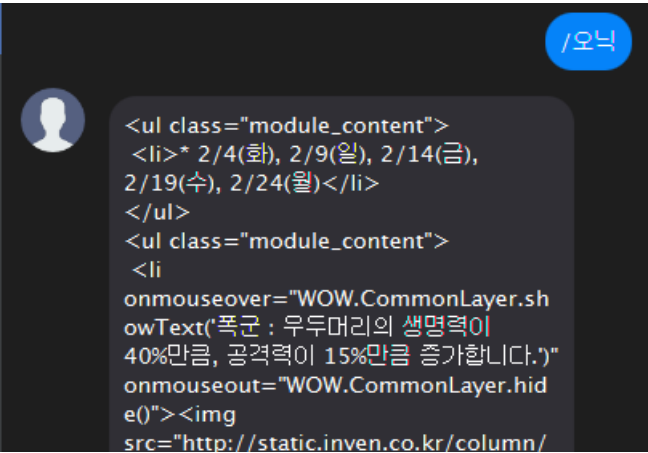 /오닉
<ul class="module_content">
<li>* 2/4(화), 2/9(일), 2/14(금),
2/19(수), 2/24(월)</li>
</ul>
<ul class="module_content">
<li
onmouseover="WOW.CommonLayer.sh
owText('폭군 : 우두머리의 생명력이
40%만큼, 공격력이 15%만큼 증가합니다.')"
onmouseout="WOW.CommonLayer.hid
e()"><img
src="http://static.inven.co.kr/column/